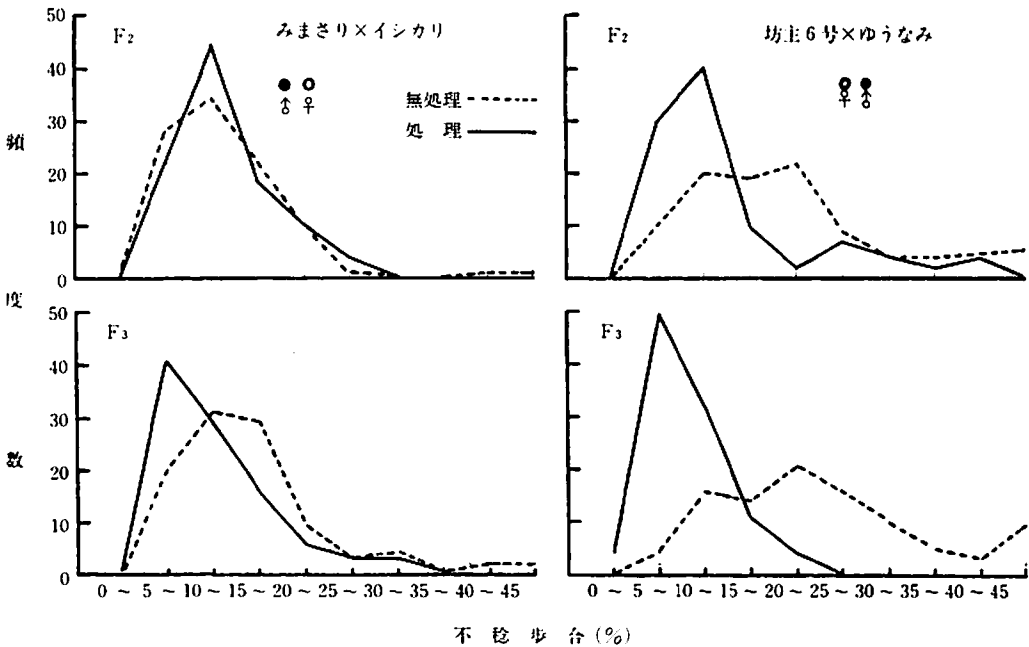 50
40
30
20
10
0
F2
みまさり×イシカリ
● ○
♂ ♀
無処理
処 理
F2
坊主6号×ゆうなみ
○ ●
♀ ♂
頻
度
数
50
40
30
20
10
0
F3
F3
0 ~ 5 ~ 10 ~ 15 ~ 20 ~ 25 ~ 30 ~ 35 ~ 40 ~ 45
0 ~ 5 ~ 10 ~ 15 ~ 20 ~ 25 ~ 30 ~ 35 ~ 40 ~ 45
不 稔 歩 合 (%)